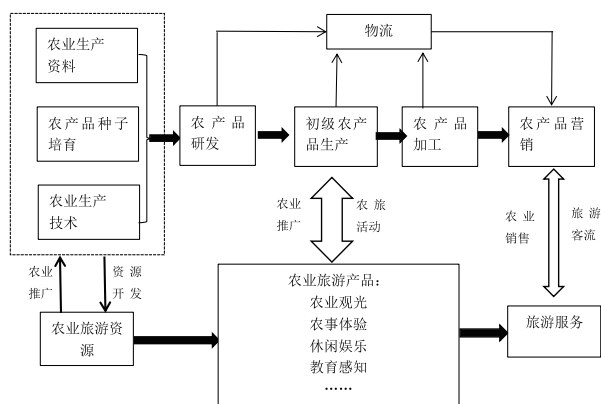 物流
农业生产
资料
农产品种子
培育
农业生产
技术
农产品
研发
初级农产
品生产
农产品
加工
农产品营
销
农业
推广
农旅
活动
农业
销售
旅游
客流
农业
推广
资源
开发
农业旅游资
源
农业旅游产品：
农业观光
农事体验
休闲娱乐
教育感知
……
旅游服务